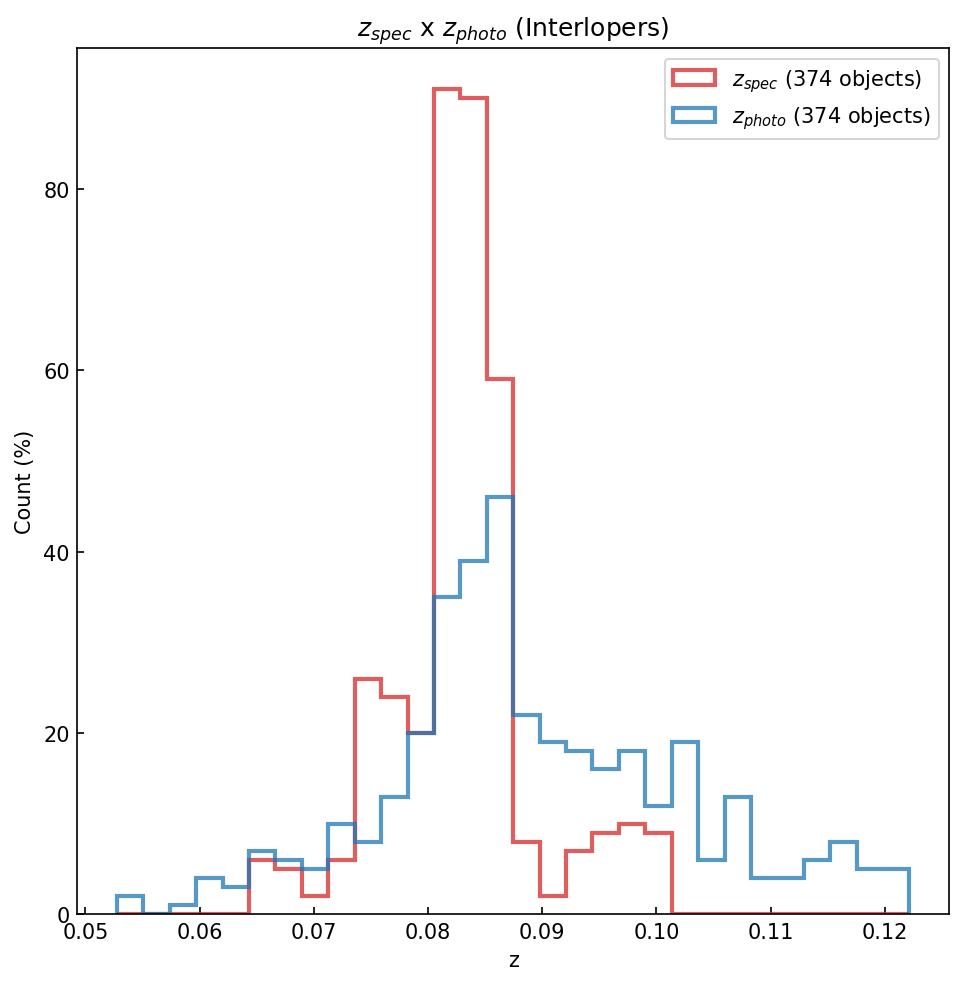 z_spec x z_photo (Interlopers)
z_spec (374 objects)
z_photo (374 objects)
Count (%)
80
60
40
20
0
0.05 0.06 0.07 0.08 0.09 0.10 0.11 0.12
z